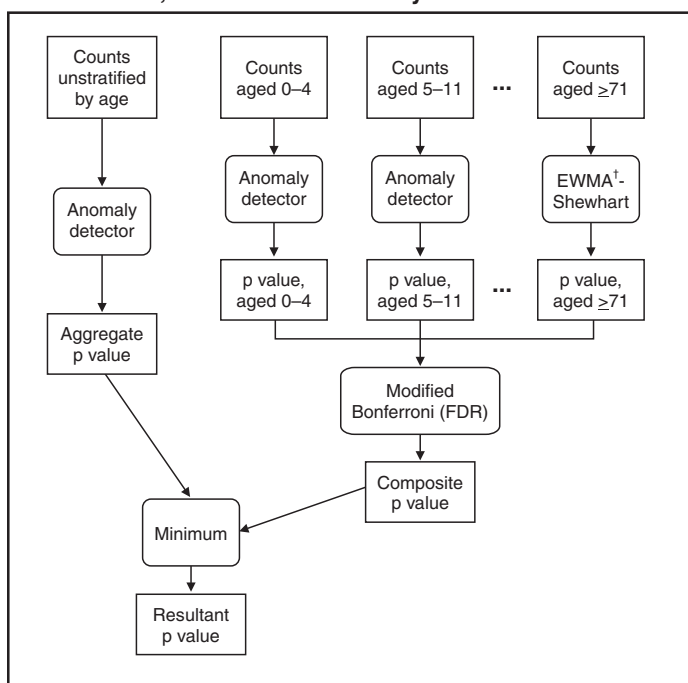 Counts
unstratified
by age
Counts
aged 0–4
Counts
aged 5–11
...
Counts
aged ≥71
Anomaly
detector
Anomaly
detector
Anomaly
detector
EWMA†-
Shewhart
Aggregate
p value
p value,
aged 0–4
p value,
aged 5–11
...
p value,
aged ≥71
Modified
Bonferroni (FDR)
Composite
p value
Minimum
Resultant
p value